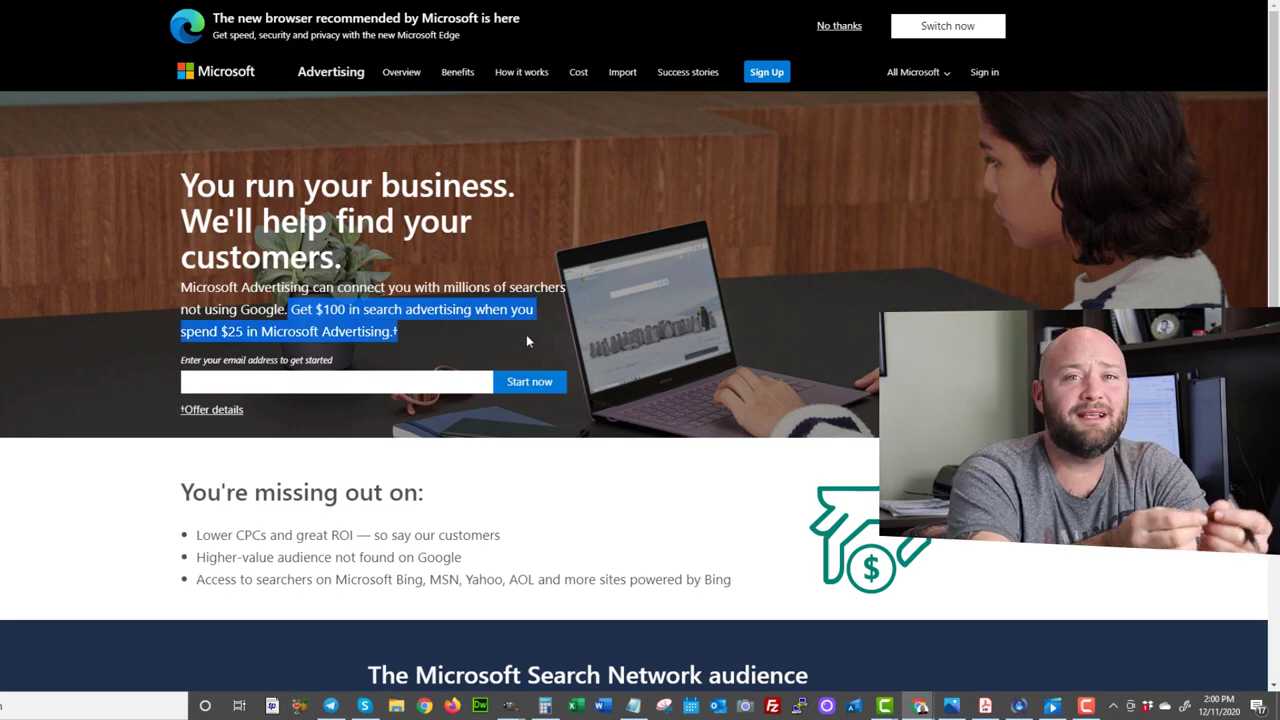 The new browser recommended by Microsoft is here
Get speed, security and privacy with the new Microsoft Edge
No thanks
Switch now
Microsoft
Advertising
Overview
Benefits
How it works
Cost
Import
Success stories
Sign Up
All Microsoft
Sign in
You run your business.
We'll help find your
customers.
Microsoft Advertising can connect you with millions of searchers
not using Google. Get $100 in search advertising when you
spend $25 in Microsoft Advertising.†
Enter your email address to get started
Start now
†Offer details
You're missing out on:
• Lower CPCs and great ROI — so say our customers
• Higher-value audience not found on Google
• Access to searchers on Microsoft Bing, MSN, Yahoo, AOL and more sites powered by Bing
$
The Microsoft Search Network audience
Dw
2:00 PM
12/11/2020